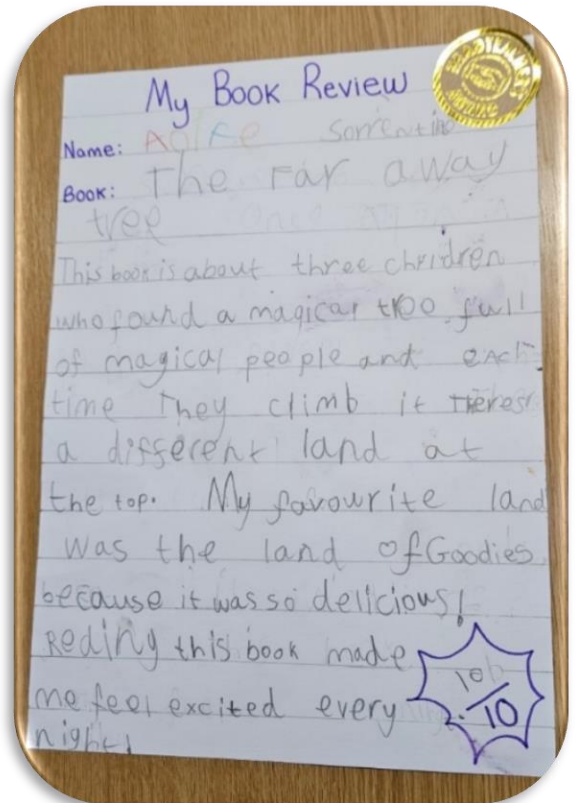 My Book Review
Name: Aoife Sorrentino
Book: The Far away
tree
This book is about three children
who found a magical tree full
of magical people and each
time They climb it
a different land at
the top. My favourite land
was the land of Goodies
because it was so delicious!
Reding this book made
me feel excited every
night!
10/10